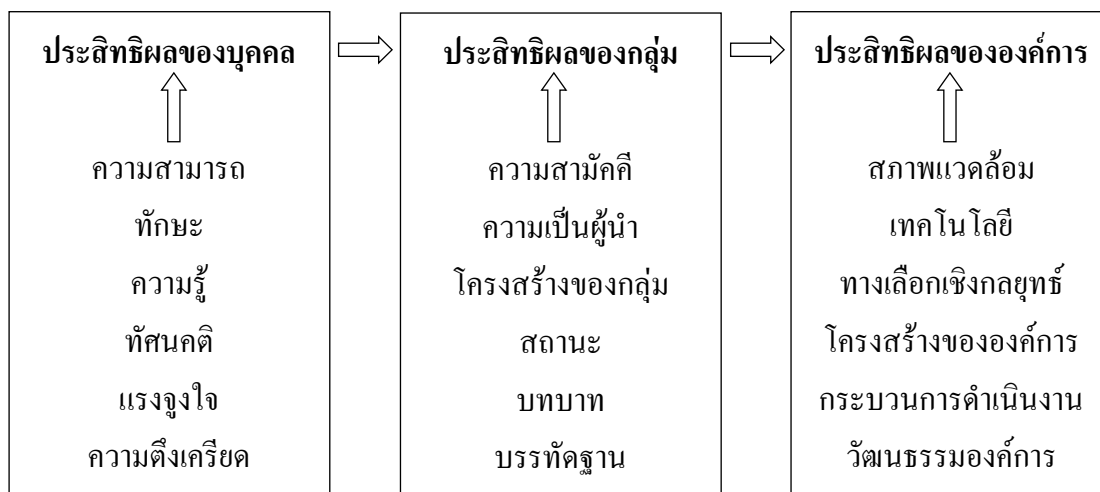 ประสิทธิผลของบุคคล
ความสามารถ
ทักษะ
ความรู้
ทัศนคติ
แรงจูงใจ
ความตึงเครียด
ประสิทธิผลของกลุ่ม
ความสามัคคี
ความเป็นผู้นำ
โครงสร้างของกลุ่ม
สถานะ
บทบาท
บรรทัดฐาน
ประสิทธิผลขององค์การ
สภาพแวดล้อม
เทคโนโลยี
ทางเลือกเชิงกลยุทธ์
โครงสร้างขององค์การ
กระบวนการดำเนินงาน
วัฒนธรรมองค์การ